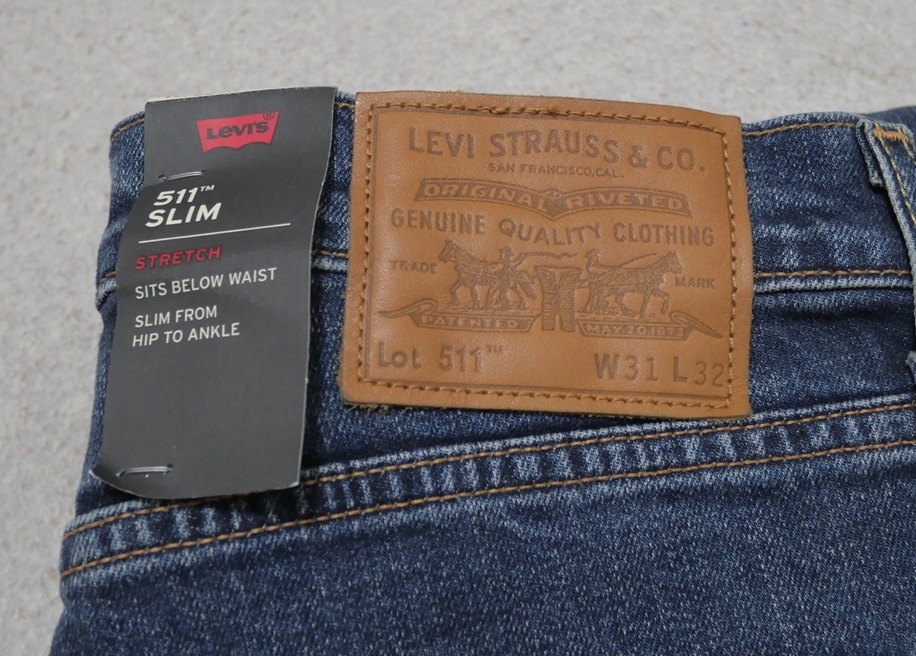 LEVI'S®
511™
SLIM
STRETCH
SITS BELOW WAIST
SLIM FROM
HIP TO ANKLE
LEVI STRAUSS & CO.
SAN FRANCISCO, CAL.
ORIGINAL RIVETED
GENUINE QUALITY CLOTHING
TRADE MARK
PATENTED MAY 20 1873
Lot 511™ W31 L32